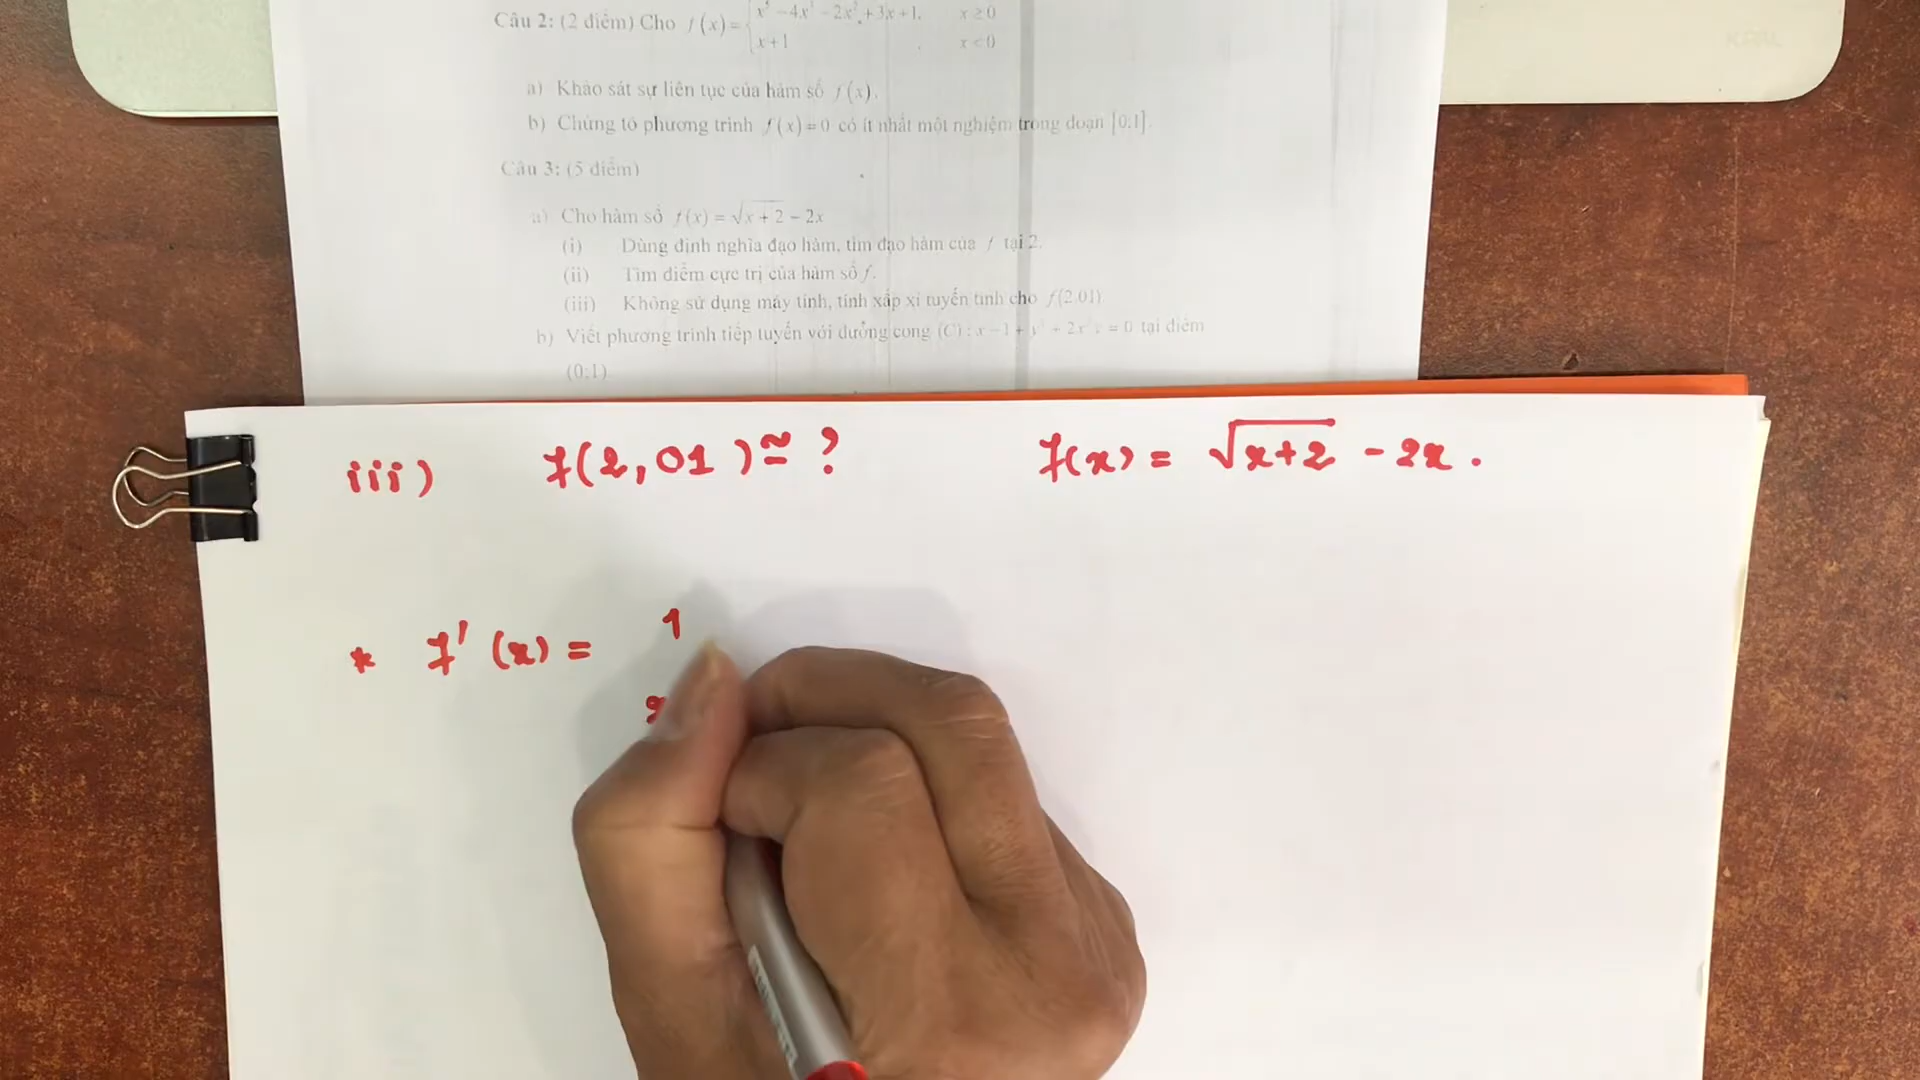 Câu 2: (2 điểm) Cho f(x) = { x⁵ − 4x³ − 2x² + 3x + 1, x ≥ 0
x + 1 , x < 0
a) Khảo sát sự liên tục của hàm số f(x).
b) Chứng tỏ phương trình f(x) = 0 có ít nhất một nghiệm trong đoạn [0;1].
Câu 3: (5 điểm)
a) Cho hàm số f(x) = √(x + 2) − 2x
(i) Dùng định nghĩa đạo hàm, tìm đạo hàm của f tại 2.
(ii) Tìm điểm cực trị của hàm số f.
(iii) Không sử dụng máy tính, tính xấp xỉ tuyến tính cho f(2.01)
b) Viết phương trình tiếp tuyến với đường cong (C): x − 1 + = 0 tại điểm
(0;1)
iii) f(2,01) ≃ ? f(x) = √(x+2) - 2x.
* f'(x) = 1